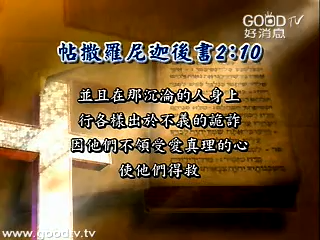 GOOD TV
好消息
帖撒羅尼迦後書2:10
並且在那沉淪的人身上
行各樣出於不義的詭詐
因他們不領受愛真理的心
使他們得救
www.goodtv.tv